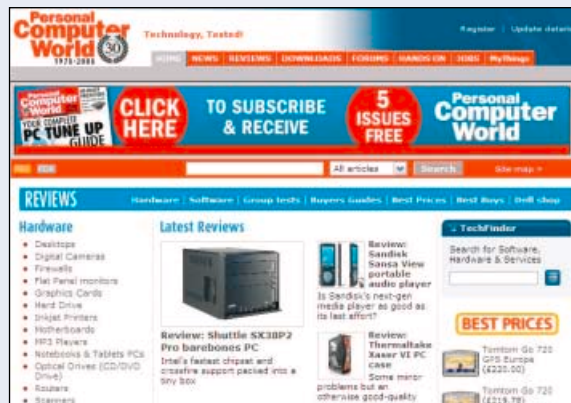 Personal
Computer
World
30
1978-2008
Technology, Tested!
Register | Update details
HOME NEWS REVIEWS DOWNLOADS FORUMS HANDS ON JOBS MyThings
Personal
Computer
World
YOUR COMPLETE
PC TUNE UP
GUIDE
CLICK
HERE
TO SUBSCRIBE
& RECEIVE
5
ISSUES
FREE
Personal
Computer
World
All articles
Search
Site map »
REVIEWS
Hardware | Software | Group tests | Buyers Guides | Best Prices | Best Buys | Dell shop
Hardware
Desktops
Digital Cameras
Firewalls
Flat Panel monitors
Graphics Cards
Hard Drive
Inkjet Printers
Motherboards
MP3 Players
Notebooks & Tablets PCs
Optical Drives (CD/DVD
Drive)
Routers
Scanners
Latest Reviews
Review: Shuttle SX38P2
Pro barebones PC
Intel's fastest chipset and
crossfire support packed into a
tiny box
Review:
Sandisk
Sansa View
portable
audio player
Is Sandisk's next-gen
media player as good as
its last effort?
Review:
Thermaltake
Xaser VI PC
case
Some minor
problems but an
otherwise good-quality
TechFinder
Search for Software,
Hardware & Services
BEST PRICES
Tomtom Go 720
GPS Europe
(£220.00)
Tomtom Go 720
(£219.78)